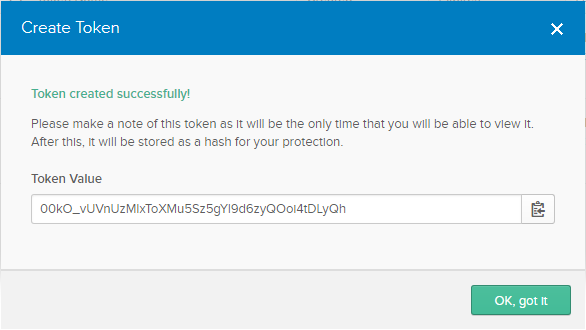 Create Token
Token created successfully!
Please make a note of this token as it will be the only time that you will be able to view it.
After this, it will be stored as a hash for your protection.
Token Value
00kO_vUVnUzMlxToXMu5Sz5gYl9d6zyQOoi4tDLyQh
OK, got it